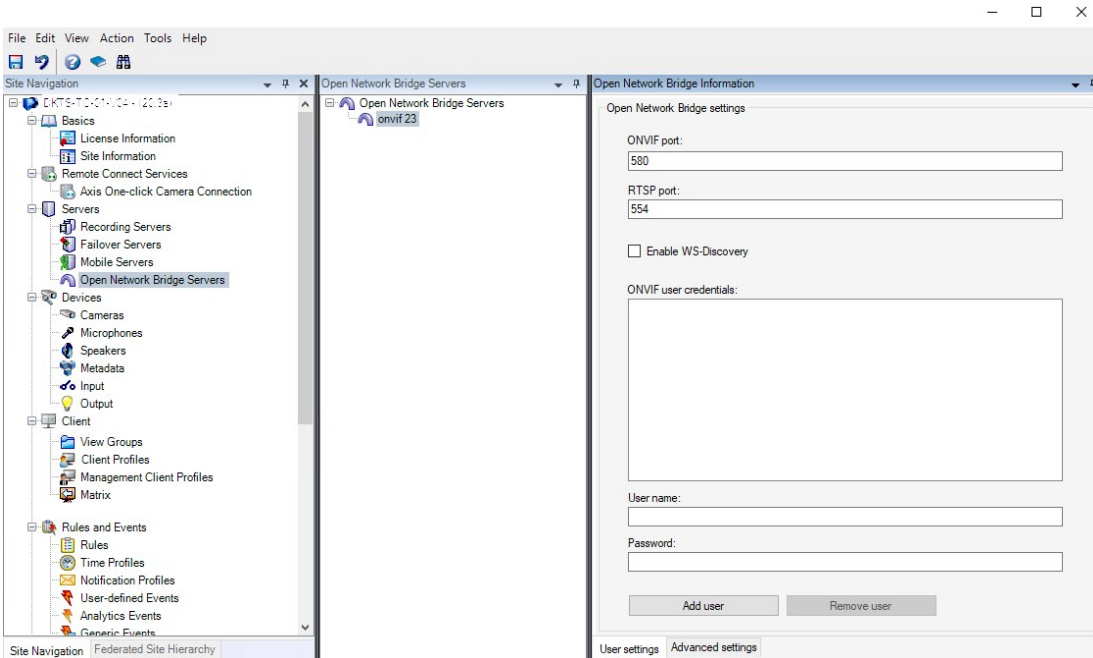 File Edit View Action Tools Help
Site Navigation
Basics
License Information
Site Information
Remote Connect Services
Axis One-click Camera Connection
Servers
Recording Servers
Failover Servers
Mobile Servers
Open Network Bridge Servers
Devices
Cameras
Microphones
Speakers
Metadata
Input
Output
Client
View Groups
Client Profiles
Management Client Profiles
Matrix
Rules and Events
Rules
Time Profiles
Notification Profiles
User-defined Events
Analytics Events
Generic Events
Site Navigation Federated Site Hierarchy
Open Network Bridge Servers
Open Network Bridge Servers
onvif 23
Open Network Bridge Information
Open Network Bridge settings
ONVIF port:
580
RTSP port:
554
Enable WS-Discovery
ONVIF user credentials:
User name:
Password:
Add user Remove user
User settings Advanced settings